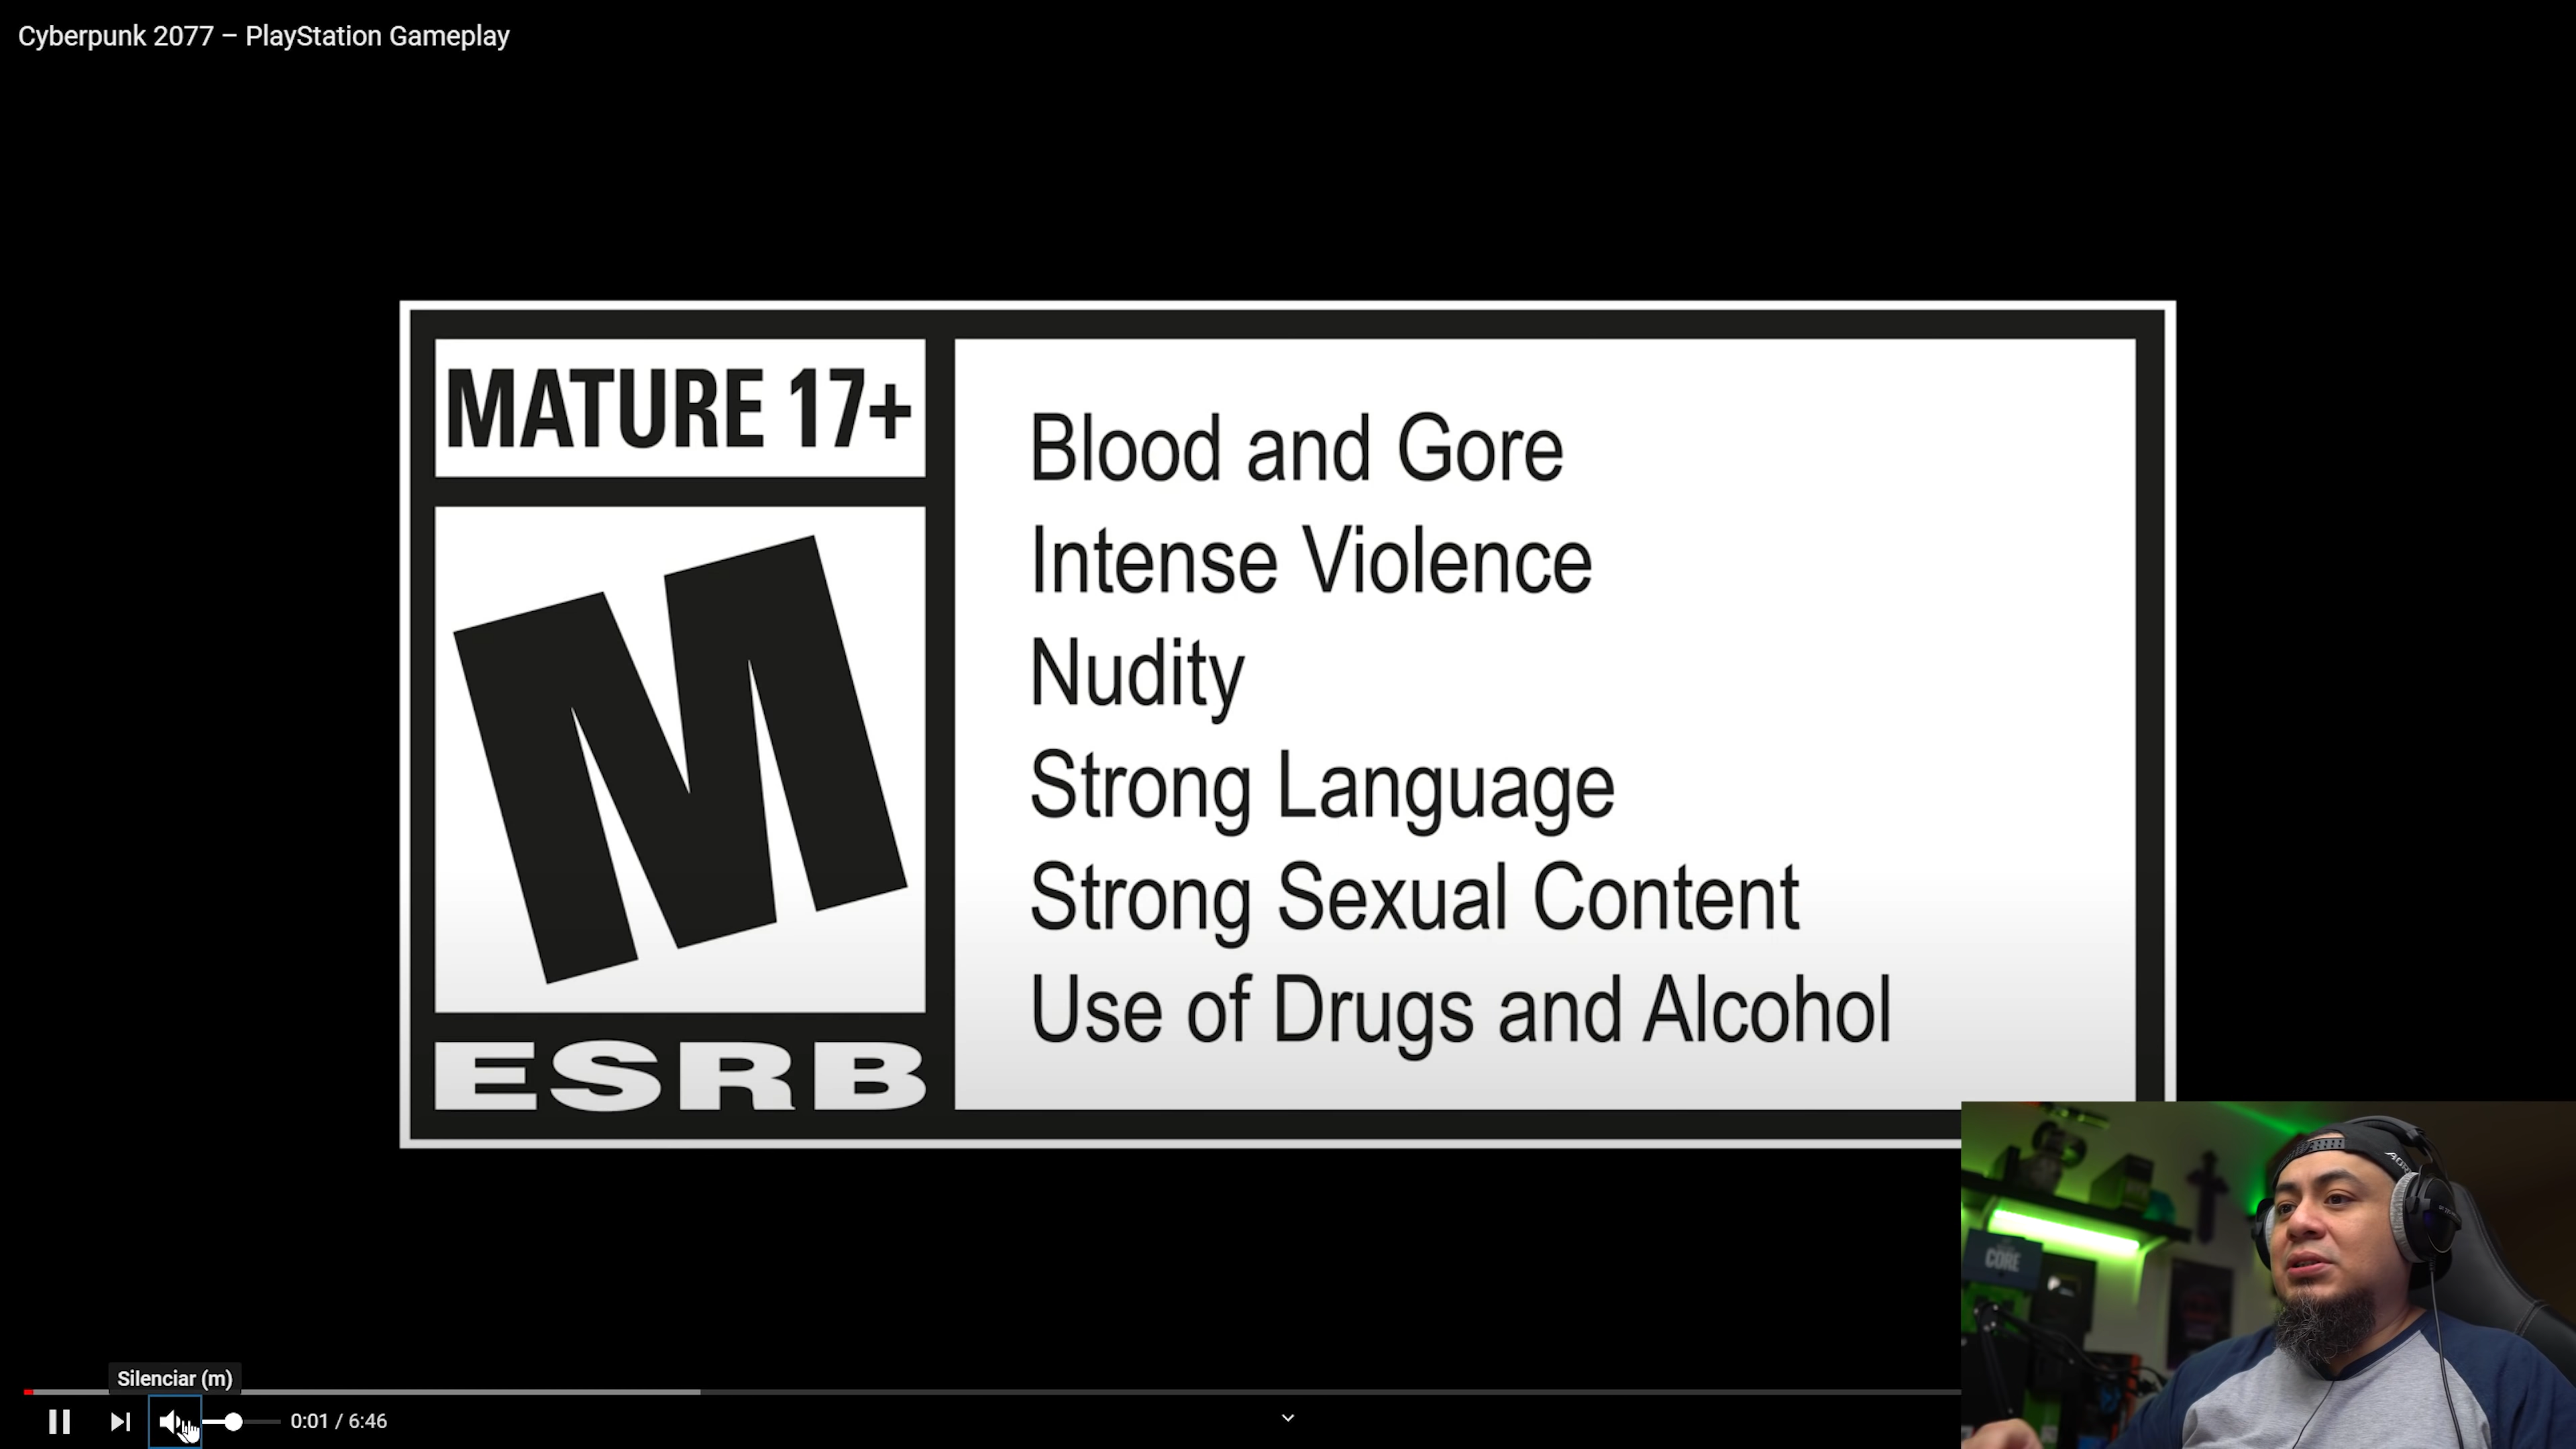 Cyberpunk 2077 – PlayStation Gameplay
MATURE 17+
M
ESRB
Blood and Gore
Intense Violence
Nudity
Strong Language
Strong Sexual Content
Use of Drugs and Alcohol
CORE
Silenciar (m)
0:01 / 6:46